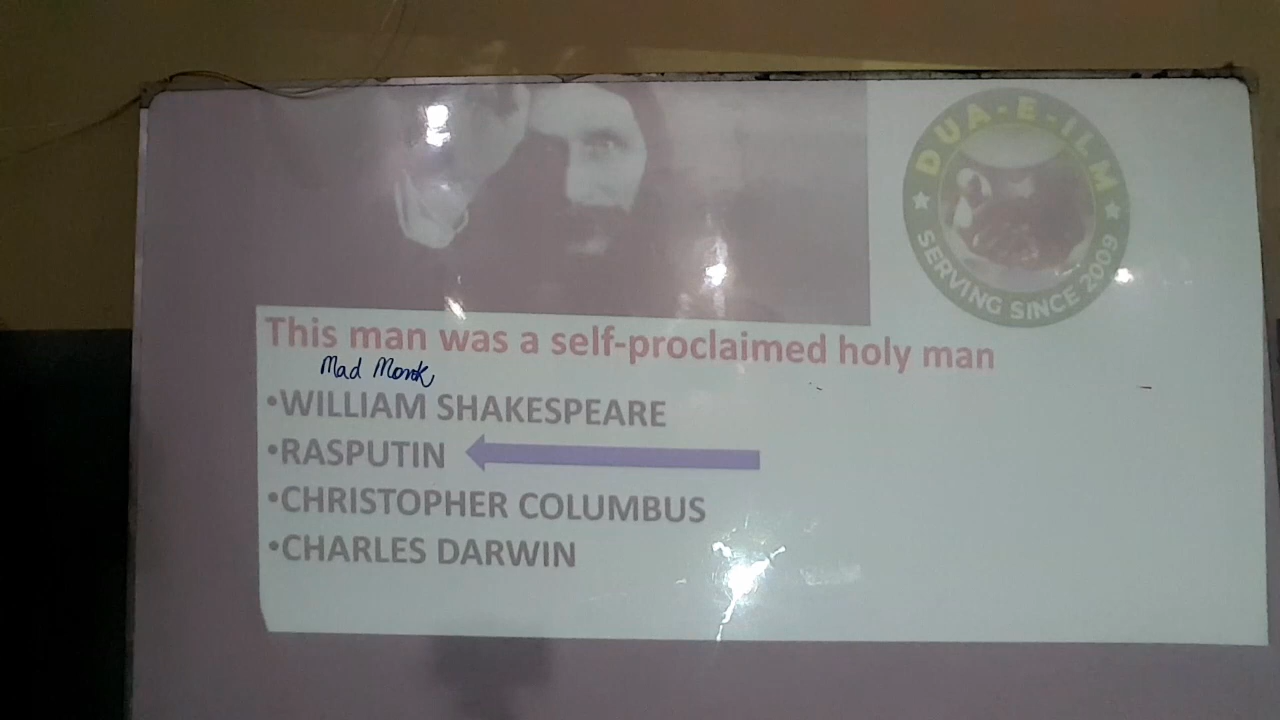 DUA-E-ILM
SERVING SINCE 2009
This man was a self-proclaimed holy man
Mad Monk
•WILLIAM SHAKESPEARE
•RASPUTIN
•CHRISTOPHER COLUMBUS
•CHARLES DARWIN